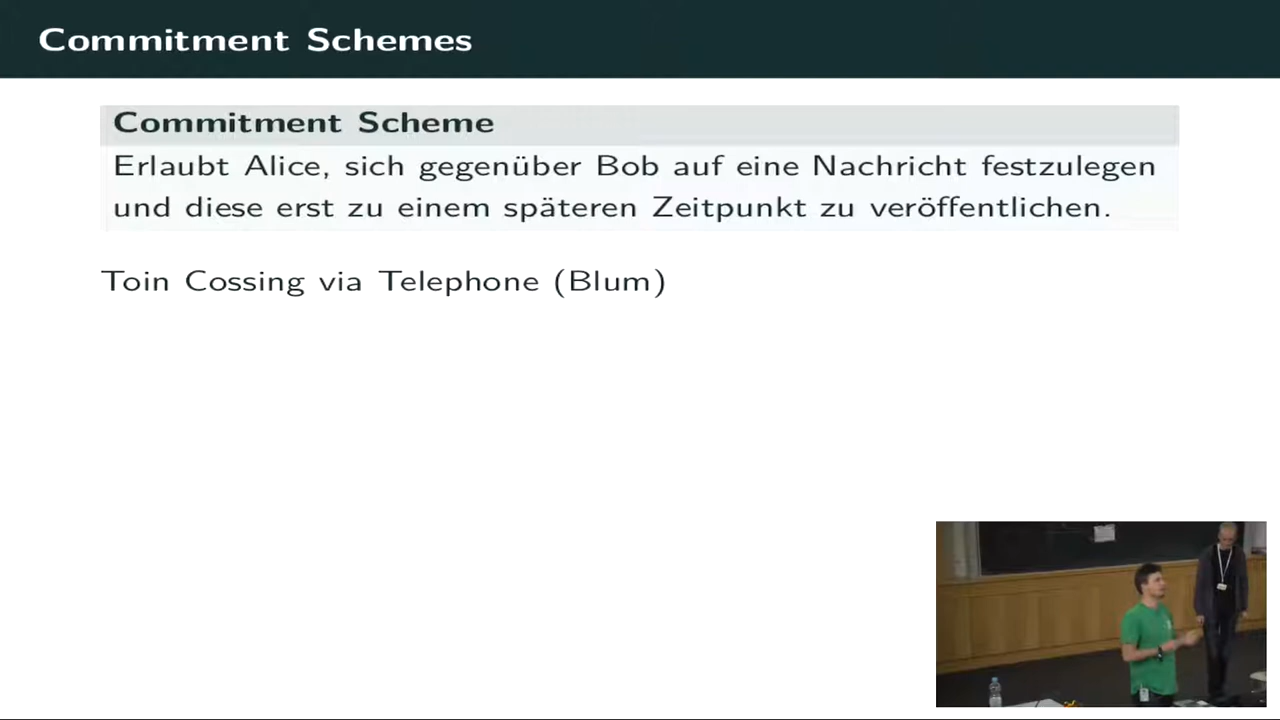 Commitment Schemes
Commitment Scheme
Erlaubt Alice, sich gegenüber Bob auf eine Nachricht festzulegen
und diese erst zu einem späteren Zeitpunkt zu veröffentlichen.
Toin Cossing via Telephone (Blum)